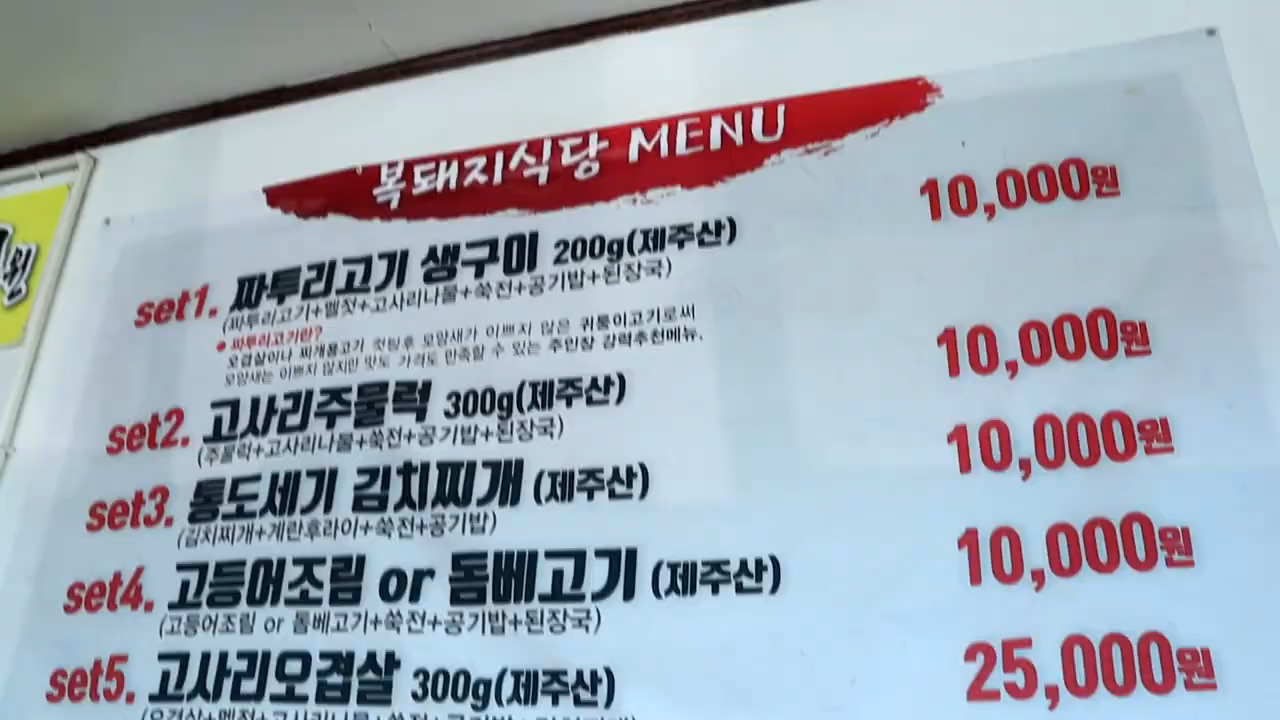 복돼지식당 MENU
set1. 짜투리고기 생구이 200g(제주산) 10,000원
(짜투리고기+멜젓+고사리나물+쑥전+공기밥+된장국)
● 짜투리고기란?
오겹살이나 찌개용고기 컷팅후 모양새가 이쁘지 않은 귀퉁이고기로써
모양새는 이쁘지 않지만 맛도 가격도 만족할 수 있는 주인장 강력추천메뉴.
set2. 고사리주물럭 300g(제주산) 10,000원
(주물럭+고사리나물+쑥전+공기밥+된장국)
set3. 통도세기 김치찌개 (제주산) 10,000원
(김치찌개+계란후라이+쑥전+공기밥)
set4. 고등어조림 or 돔베고기 (제주산) 10,000원
(고등어조림 or 돔베고기+쑥전+공기밥+된장국)
set5. 고사리오겹살 300g(제주산) 25,000원
원